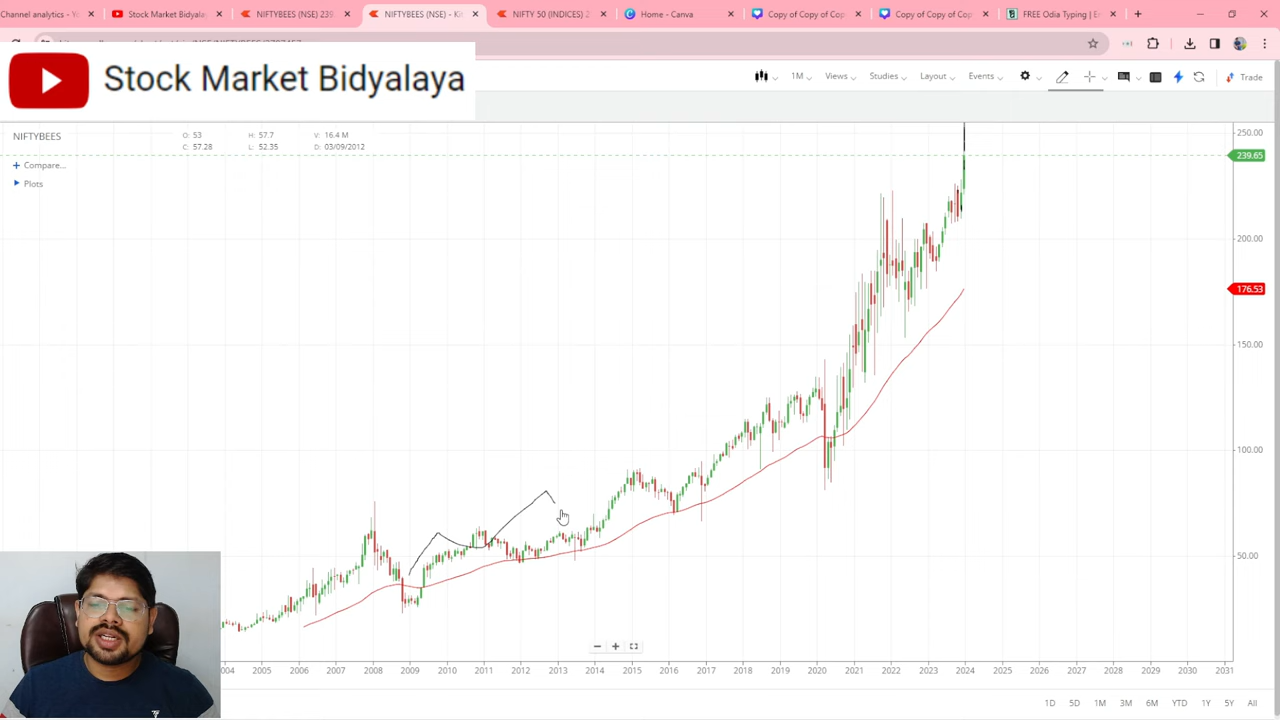 Channel analytics - Yo
Stock Market Bidyala
NIFTYBEES (NSE) 239
NIFTYBEES (NSE) - Ki
NIFTY 50 (INDICES) 2
Home - Canva
Copy of Copy of Cop
Copy of Copy of Cop
FREE Odia Typing | E
Stock Market Bidyalaya
1M
Views
Studies
Layout
Events
Trade
NIFTYBEES
O: 53
H: 57.7
V: 16.4 M
C: 57.28
L: 52.35
D: 03/09/2012
+ Compare...
Plots
250.00
239.65
200.00
176.53
150.00
100.00
50.00
004 2005 2006 2007 2008 2009 2010 2011 2012 2013 2014 2015 2016 2017 2018 2019 2020 2021 2022 2023 2024 2025 2026 2027 2028 2029 2030 2031
1D 5D 1M 3M 6M YTD 1Y 5Y All